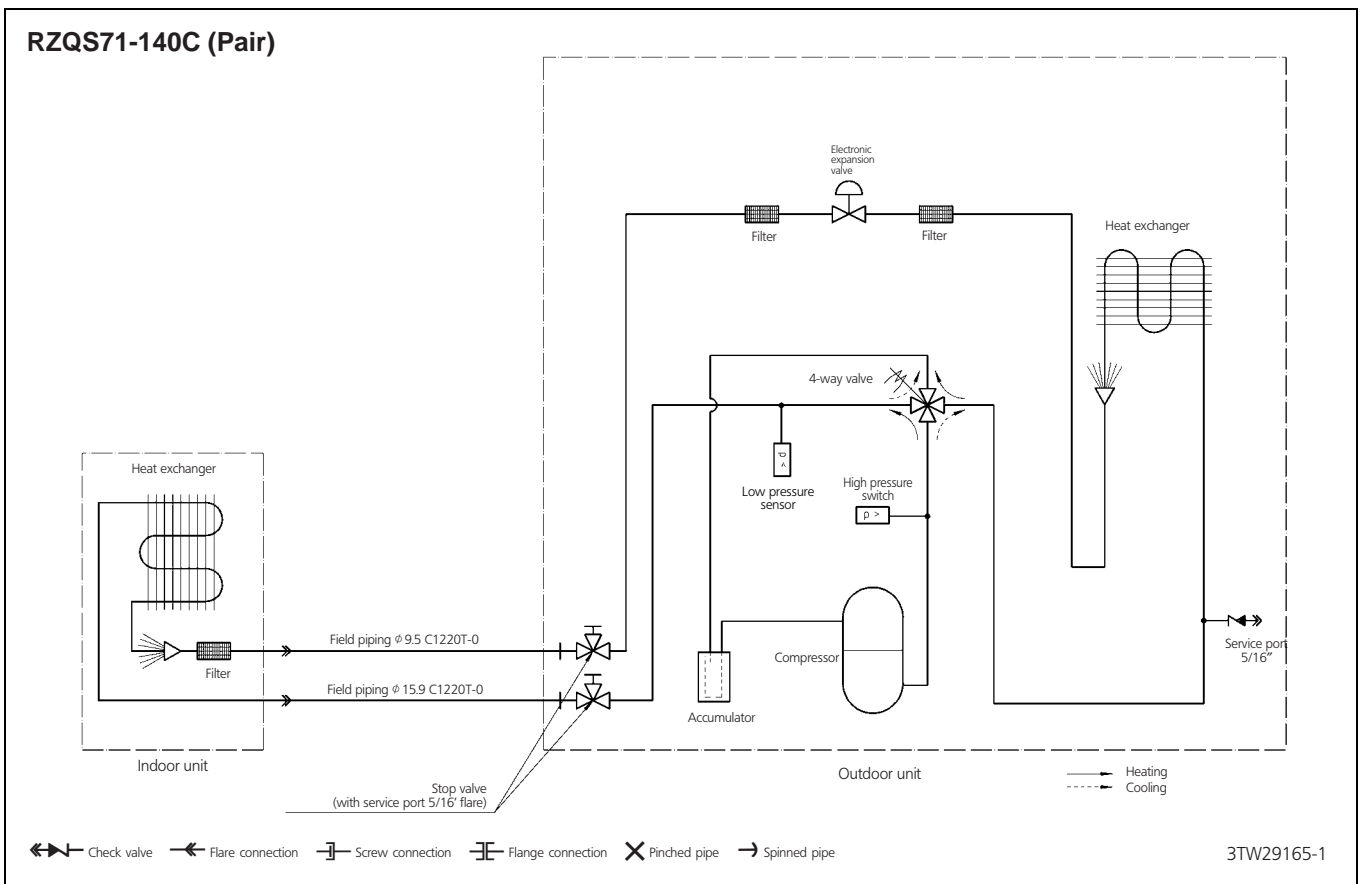 RZQS71-140C (Pair)
Electronic
expansion
valve
Filter
Filter
Heat exchanger
4-way valve
Heat exchanger
Low pressure
sensor
High pressure
switch
p >
p <
Field piping ϕ 9.5 C1220T-0
Filter
Field piping ϕ 15.9 C1220T-0
Compressor
Accumulator
Service port
5/16"
Indoor unit
Outdoor unit
Stop valve
(with service port 5/16' flare)
Heating
Cooling
Check valve
Flare connection
Screw connection
Flange connection
Pinched pipe
Spinned pipe
3TW29165-1